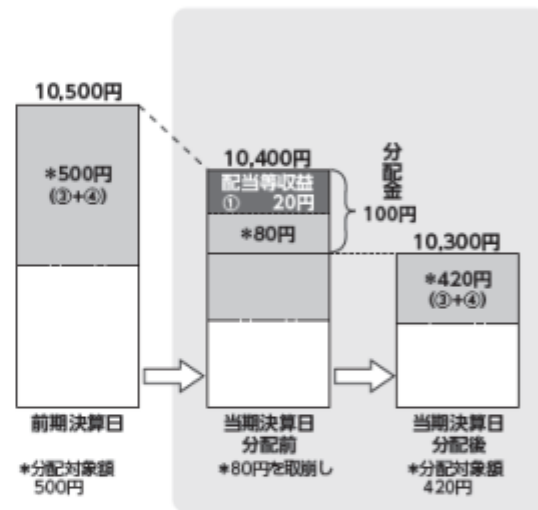 10,500円
*500円
(③+④)
前期決算日
*分配対象額
500円
10,400円
配当等収益
① 20円
*80円
分配金
100円
当期決算日
分配前
*80円を取崩し
10,300円
*420円
(③+④)
当期決算日
分配後
*分配対象額
420円